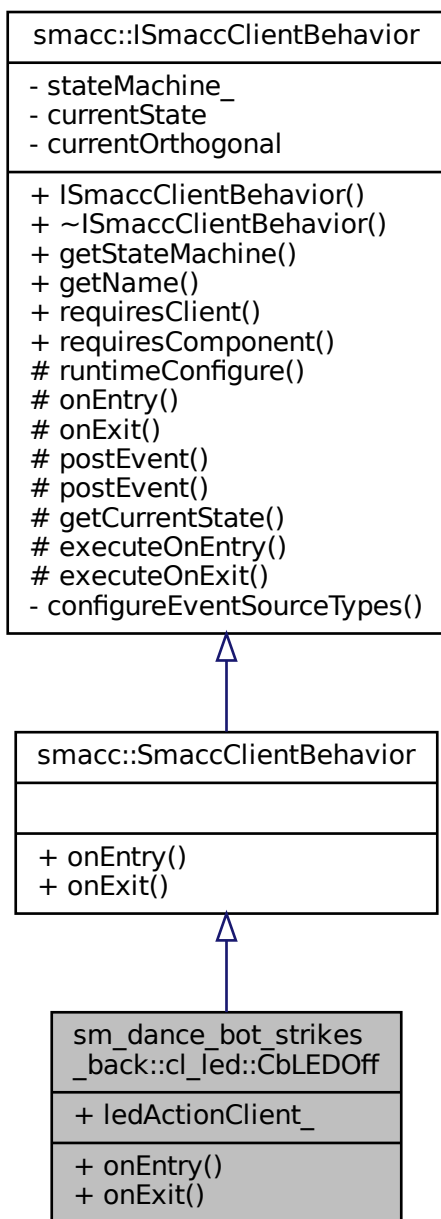 smacc::ISmaccClientBehavior
- stateMachine_
- currentState
- currentOrthogonal
+ ISmaccClientBehavior()
+ ~ISmaccClientBehavior()
+ getStateMachine()
+ getName()
+ requiresClient()
+ requiresComponent()
# runtimeConfigure()
# onEntry()
# onExit()
# postEvent()
# postEvent()
# getCurrentState()
# executeOnEntry()
# executeOnExit()
- configureEventSourceTypes()
smacc::SmaccClientBehavior
+ onEntry()
+ onExit()
sm_dance_bot_strikes
_back::cl_led::CbLEDOff
+ ledActionClient_
+ onEntry()
+ onExit()